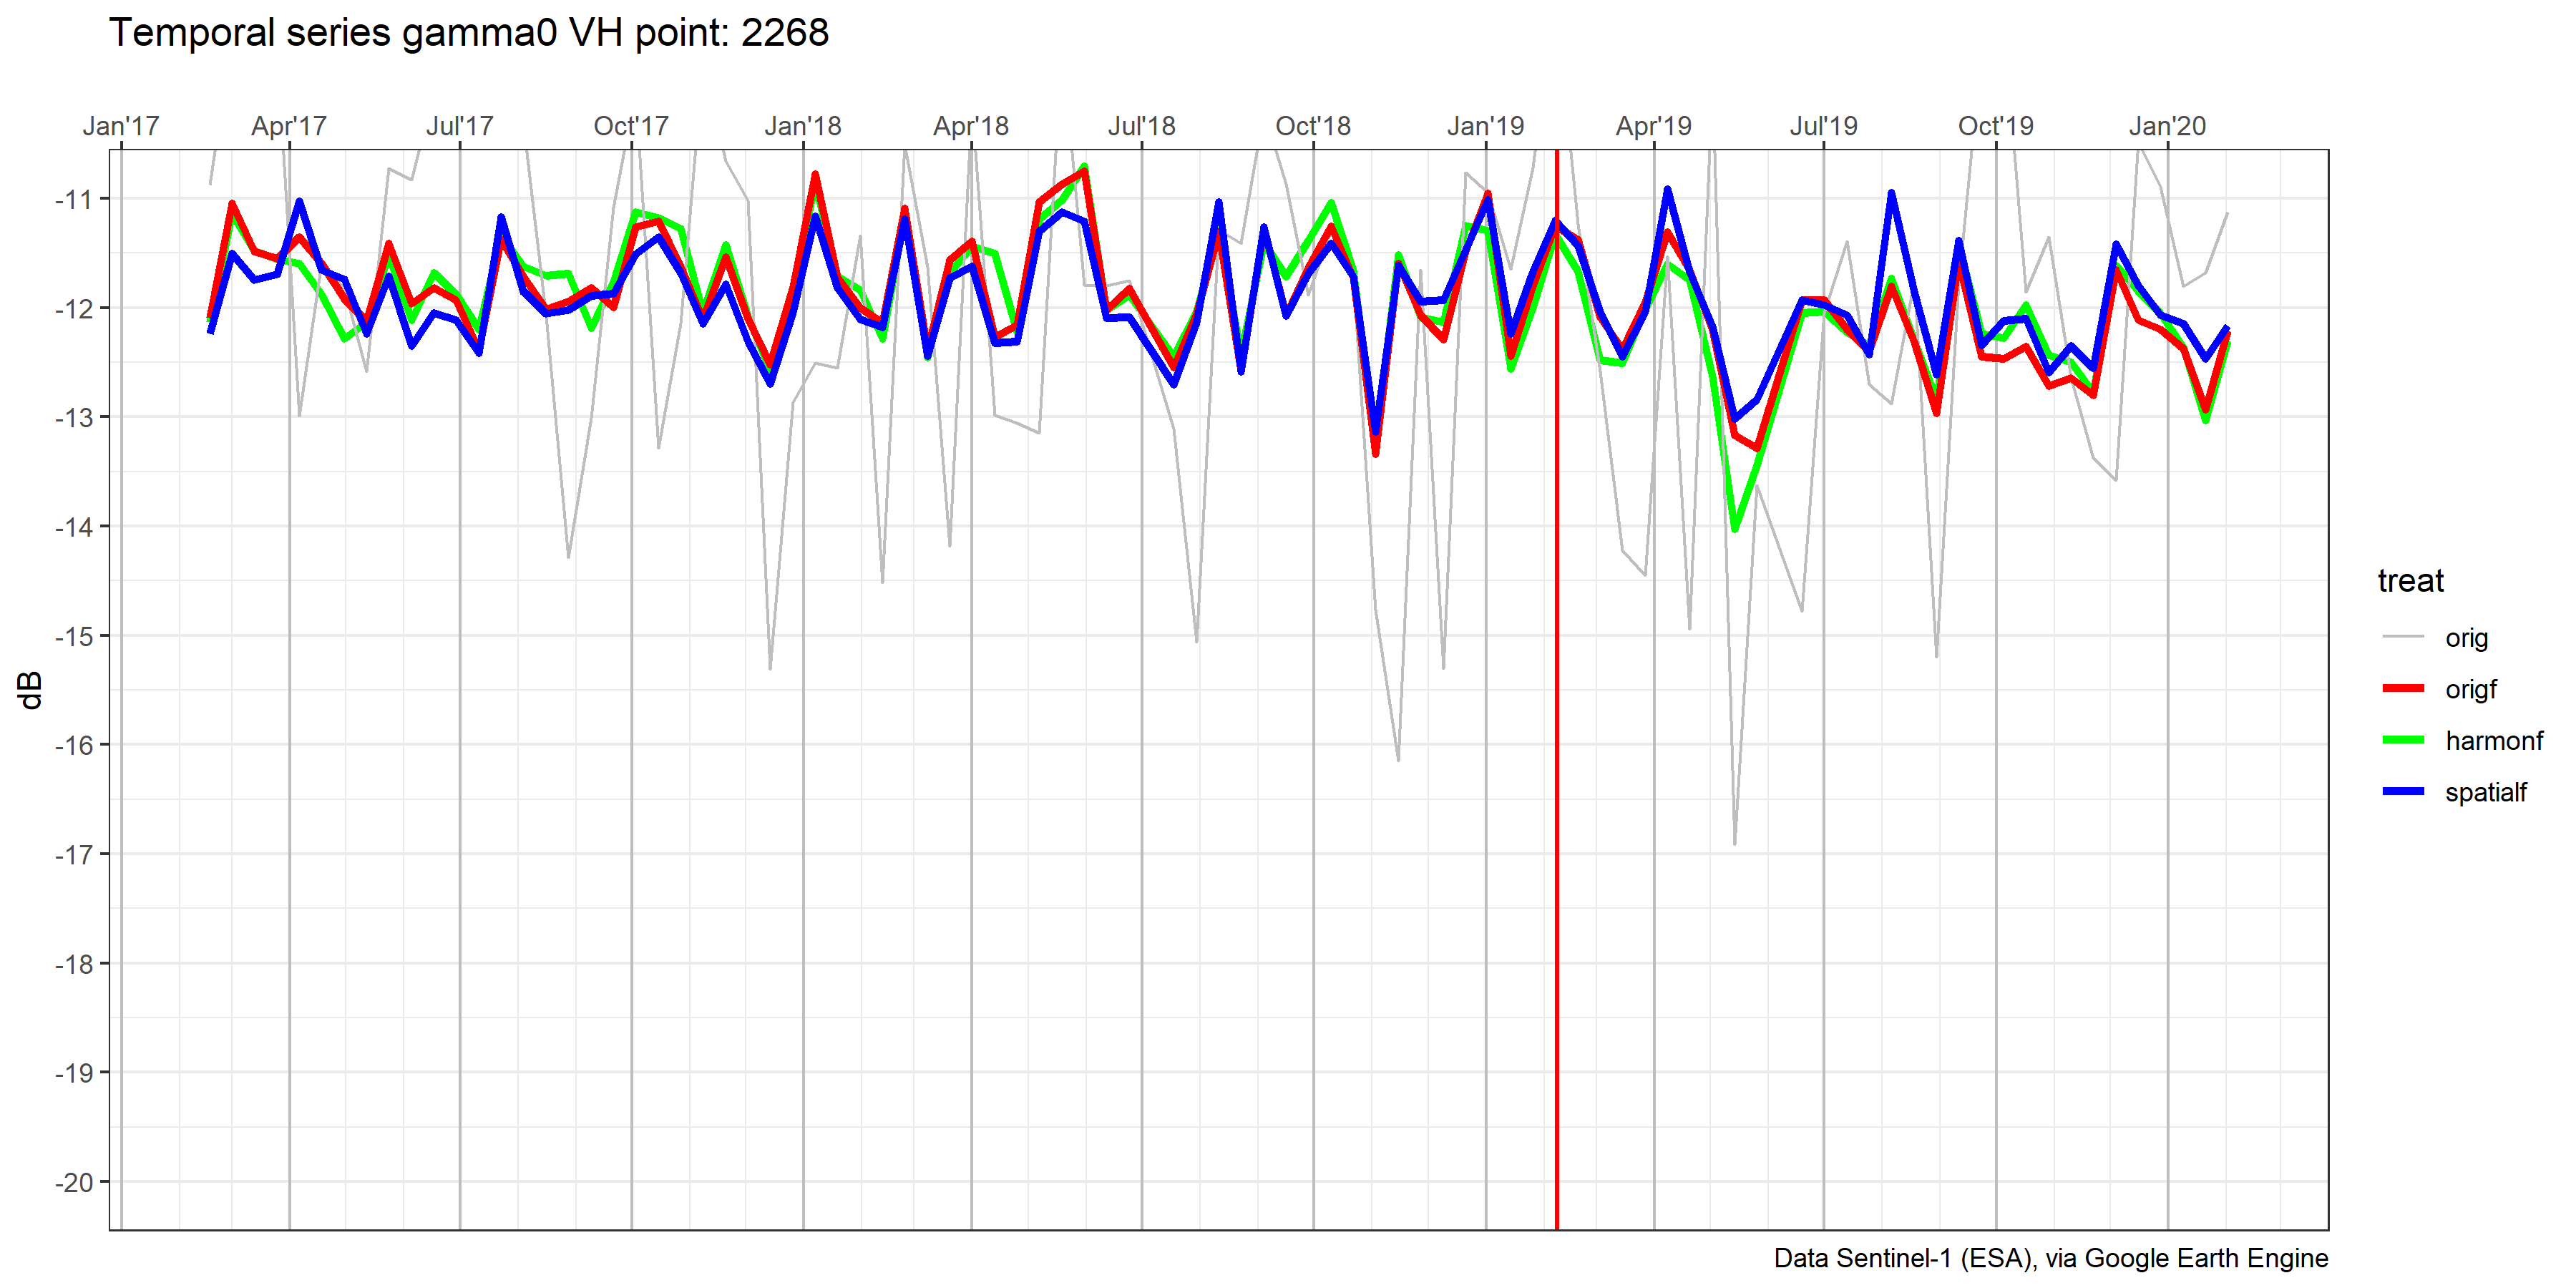 Temporal series gamma0 VH point: 2268
Jan'17 Apr'17 Jul'17 Oct'17 Jan'18 Apr'18 Jul'18 Oct'18 Jan'19 Apr'19 Jul'19 Oct'19 Jan'20
-11
-12
-13
-14
-15
-16
-17
-18
-19
-20
dB
treat
orig
origf
harmonf
spatialf
Data Sentinel-1 (ESA), via Google Earth Engine